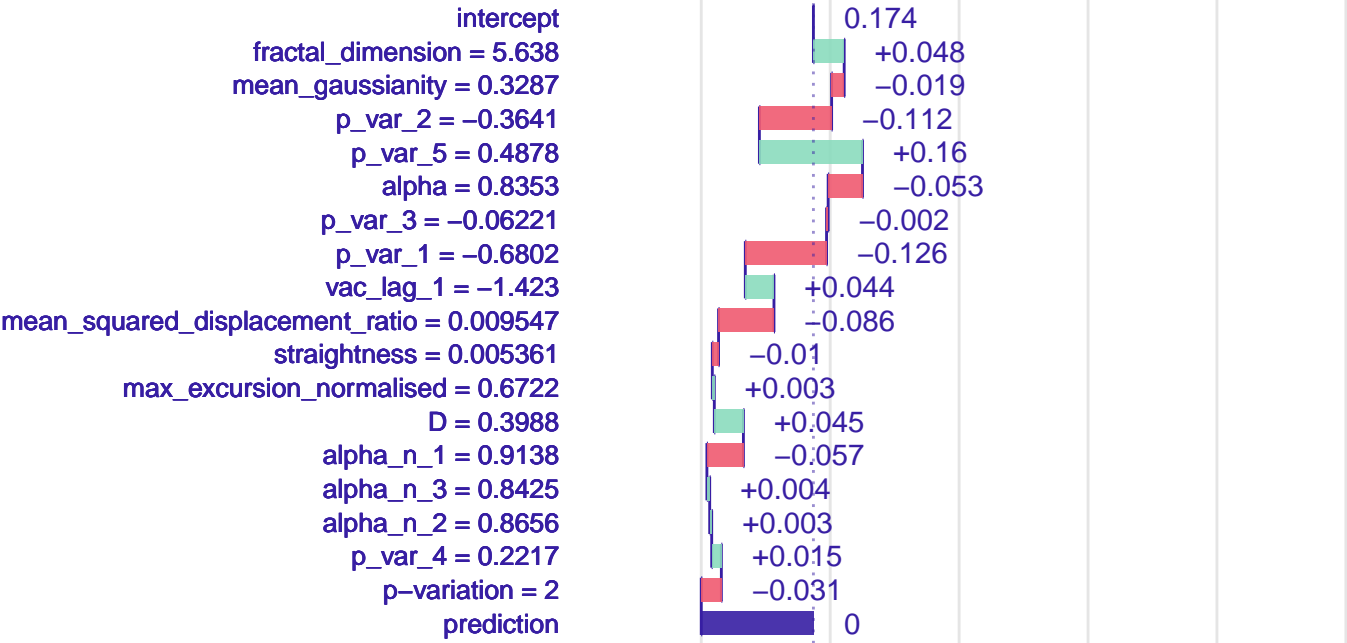 intercept 0.174
fractal_dimension = 5.638 +0.048
mean_gaussianity = 0.3287 −0.019
p_var_2 = −0.3641 −0.112
p_var_5 = 0.4878 +0.16
alpha = 0.8353 −0.053
p_var_3 = −0.06221 −0.002
p_var_1 = −0.6802 −0.126
vac_lag_1 = −1.423 +0.044
mean_squared_displacement_ratio = 0.009547 −0.086
straightness = 0.005361 −0.01
max_excursion_normalised = 0.6722 +0.003
D = 0.3988 +0.045
alpha_n_1 = 0.9138 −0.057
alpha_n_3 = 0.8425 +0.004
alpha_n_2 = 0.8656 +0.003
p_var_4 = 0.2217 +0.015
p−variation = 2 −0.031
prediction 0